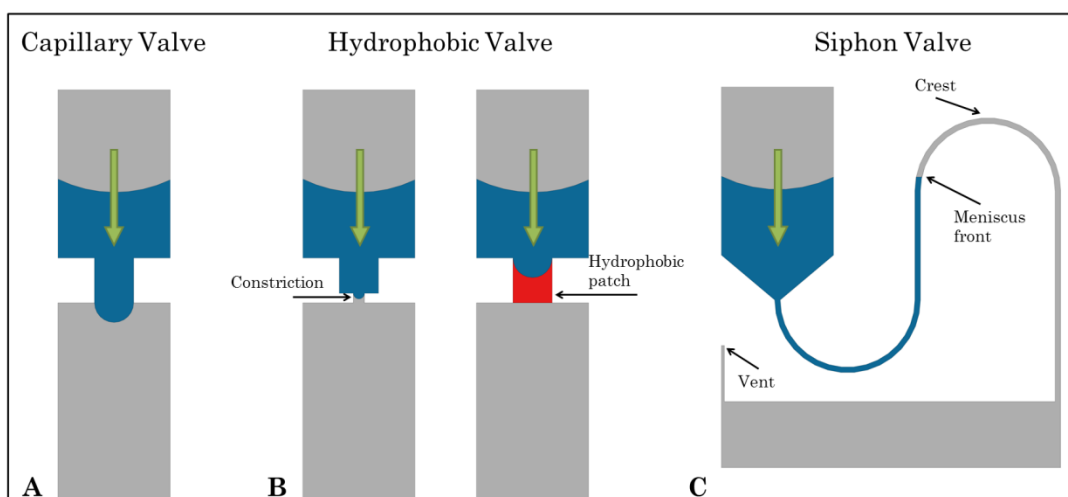 Capillary Valve
Hydrophobic Valve
Siphon Valve
Crest
Meniscus
front
Constriction
Hydrophobic
patch
Vent
A
B
C